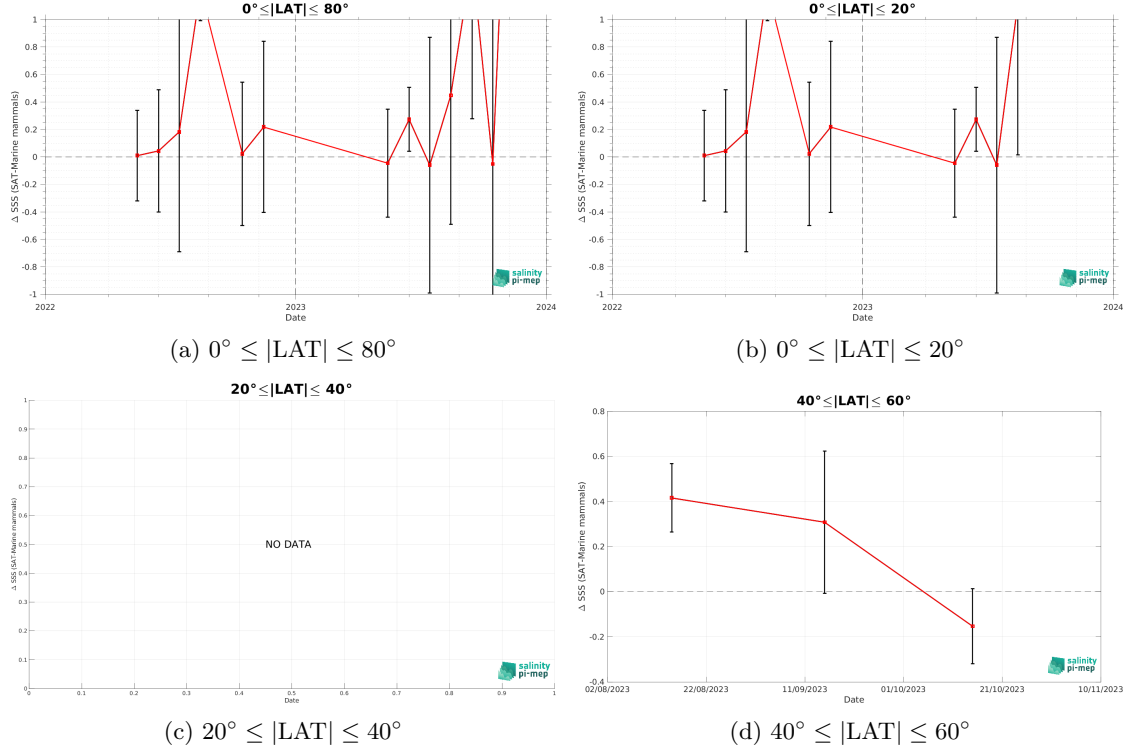 0°≤|LAT|≤ 80°
Δ SSS (SAT-Marine mammals)
1
0.8
0.6
0.4
0.2
0
-0.2
-0.4
-0.6
-0.8
-1
2022
2023
2024
Date
salinity
pi-mep
(a) 0° ≤ |LAT| ≤ 80°
0°≤|LAT|≤ 20°
Δ SSS (SAT-Marine mammals)
1
0.8
0.6
0.4
0.2
0
-0.2
-0.4
-0.6
-0.8
-1
2022
2023
2024
Date
salinity
pi-mep
(b) 0° ≤ |LAT| ≤ 20°
20°≤|LAT|≤ 40°
Δ SSS (SAT-Marine mammals)
1
0.9
0.8
0.7
0.6
0.5
0.4
0.3
0.2
0.1
0
NO DATA
0
0.1
0.2
0.3
0.4
0.5
0.6
0.7
0.8
0.9
1
Date
salinity
pi-mep
(c) 20° ≤ |LAT| ≤ 40°
40°≤|LAT|≤ 60°
Δ SSS (SAT-Marine mammals)
0.8
0.6
0.4
0.2
0
-0.2
-0.4
02/08/2023
22/08/2023
11/09/2023
01/10/2023
21/10/2023
10/11/2023
Date
salinity
pi-mep
(d) 40° ≤ |LAT| ≤ 60°